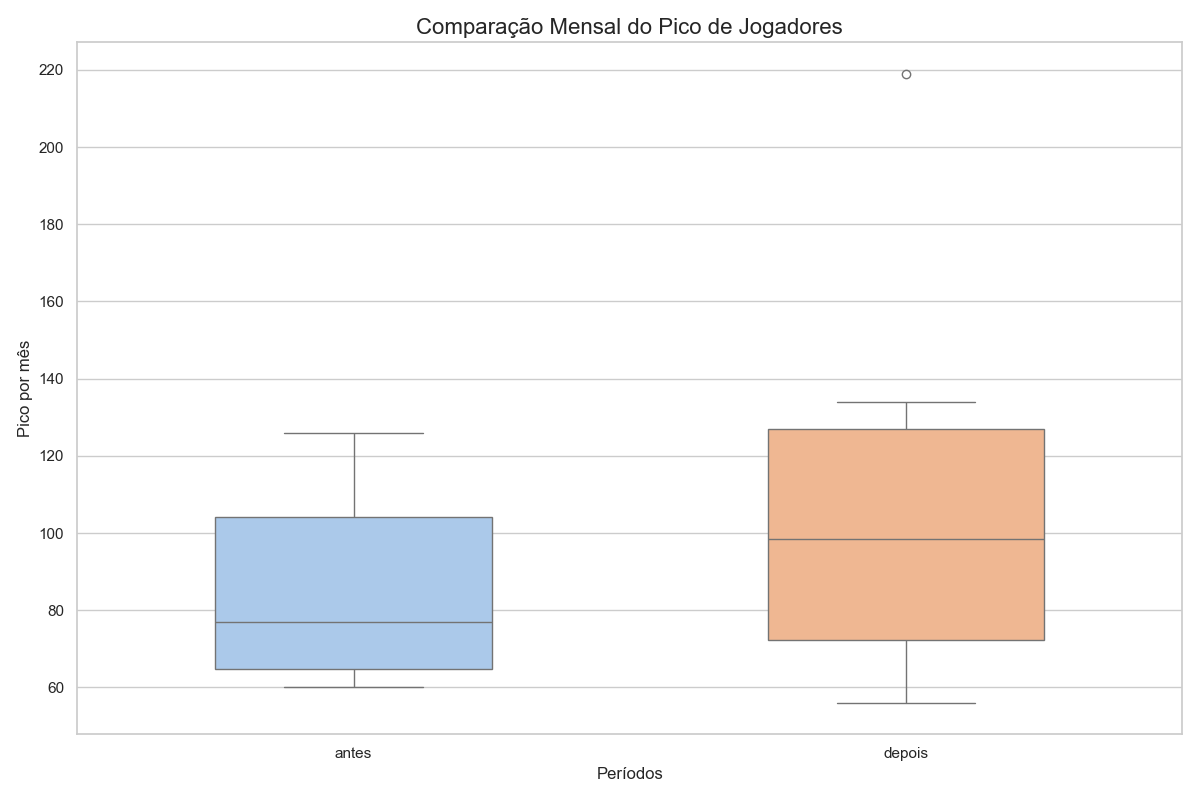 Comparação Mensal do Pico de Jogadores
220
200
180
160
140
120
100
80
60
Pico por mês
antes
depois
Períodos